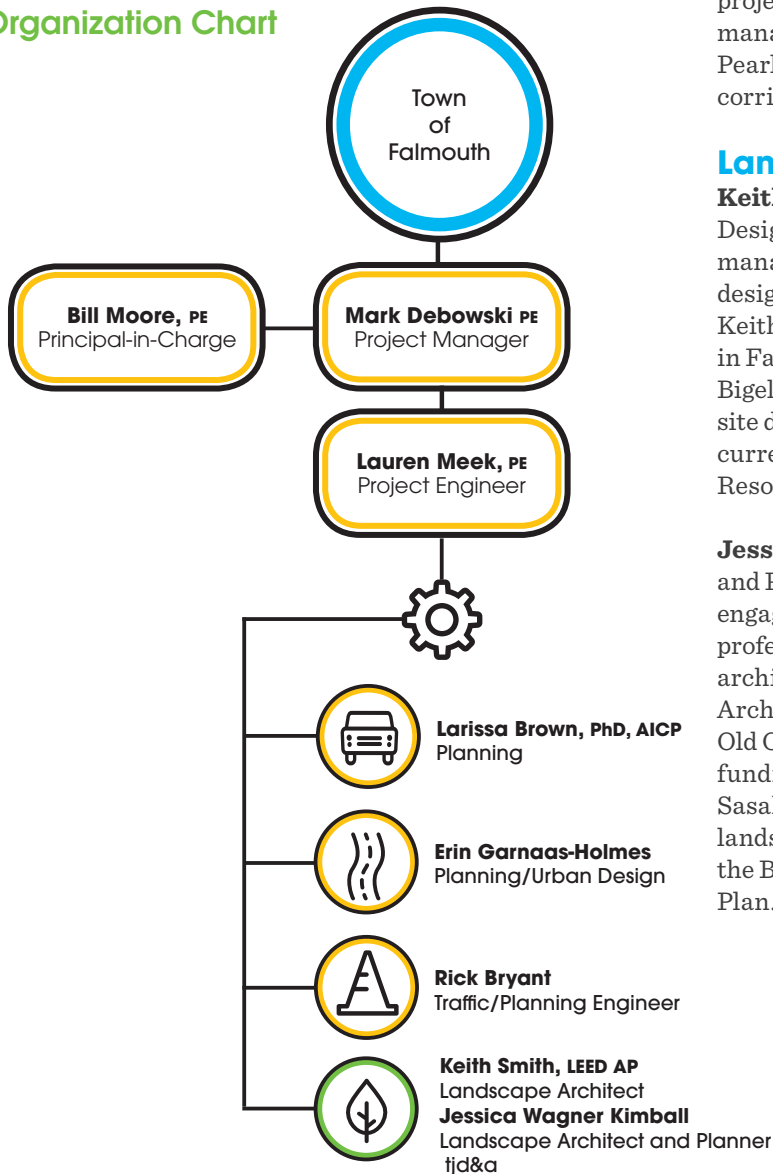 Organization Chart
Town
of
Falmouth
Bill Moore, PE
Principal-in-Charge
Mark Debowski PE
Project Manager
Lauren Meek, PE
Project Engineer
Larissa Brown, PhD, AICP
Planning
Erin Garnaas-Holmes
Planning/Urban Design
Rick Bryant
Traffic/Planning Engineer
Keith Smith, LEED AP
Landscape Architect
Jessica Wagner Kimball
Landscape Architect and Planner
tjd&a
mana
Pearl
corri
Lan
Keith
Desig
mana
desig
Keith
in Fa
Bigel
site d
curre
Reso
Jess
and
engag
profe
archi
Arch
Old
fundi
Sasal
lands
the B
Plan.